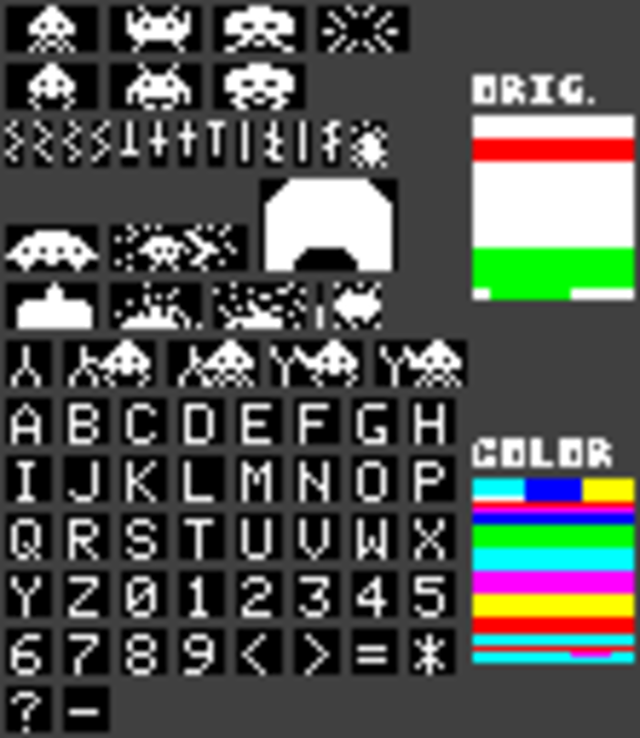 ORIG.
A B C D E F G H
COLOR
I J K L M N O P
Q R S T U V W X
Y Z 0 1 2 3 4 5
6 7 8 9 < > = *
? -